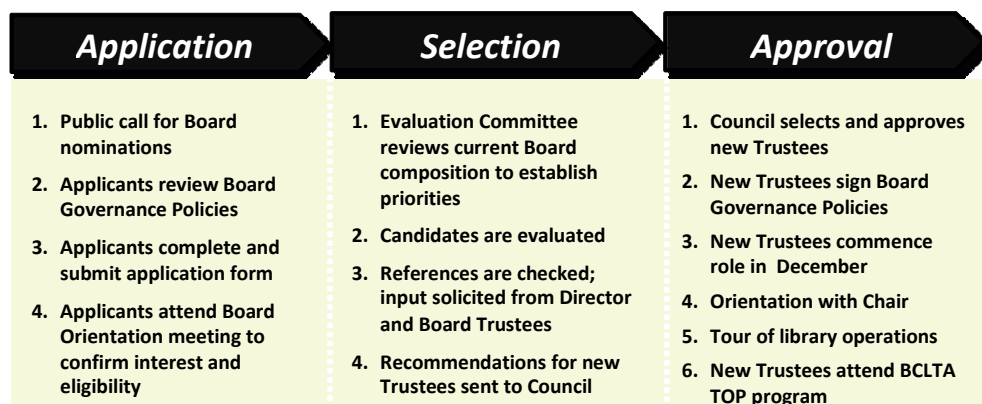 Application
1. Public call for Board
nominations
2. Applicants review Board
Governance Policies
3. Applicants complete and
submit application form
4. Applicants attend Board
Orientation meeting to
confirm interest and
eligibility
Selection
1. Evaluation Committee
reviews current Board
composition to establish
priorities
2. Candidates are evaluated
3. References are checked;
input solicited from Director
and Board Trustees
4. Recommendations for new
Trustees sent to Council
Approval
1. Council selects and approves
new Trustees
2. New Trustees sign Board
Governance Policies
3. New Trustees commence
role in December
4. Orientation with Chair
5. Tour of library operations
6. New Trustees attend BCLTA
TOP program